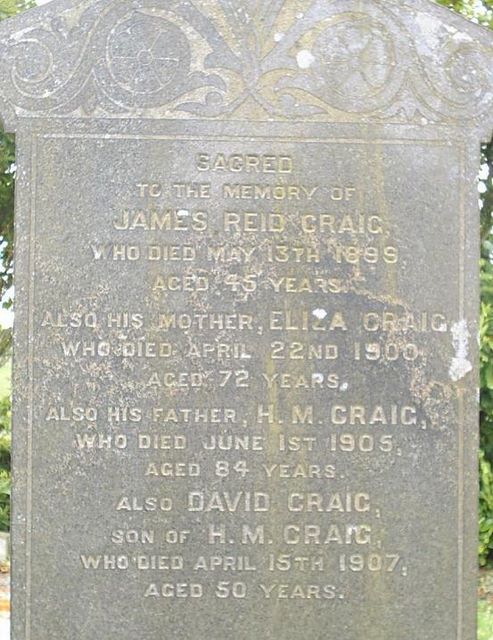 SACRED
TO THE MEMORY OF
JAMES REID CRAIG,
WHO DIED MAY 13TH 1899,
AGED 45 YEARS.
ALSO HIS MOTHER, ELIZA CRAIG,
WHO DIED APRIL 22ND 1900,
AGED 72 YEARS.
ALSO HIS FATHER, H. M. CRAIG,
WHO DIED JUNE 1ST 1905,
AGED 84 YEARS.
ALSO DAVID CRAIG,
SON OF H. M. CRAIG,
WHO DIED APRIL 15TH 1907,
AGED 50 YEARS.